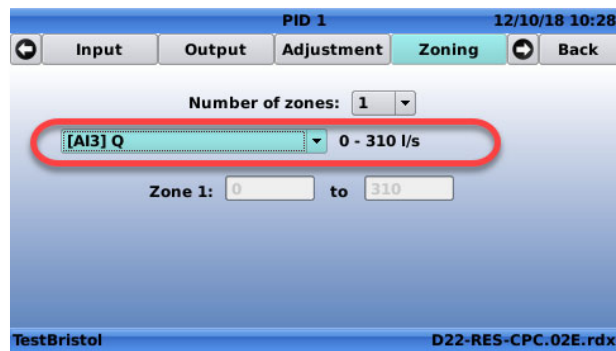 PID 1 12/10/18 10:28
Input Output Adjustment Zoning Back
Number of zones: 1
[AI3] Q 0 - 310 l/s
Zone 1: 0 to 310
TestBristol D22-RES-CPC.02E.rdx